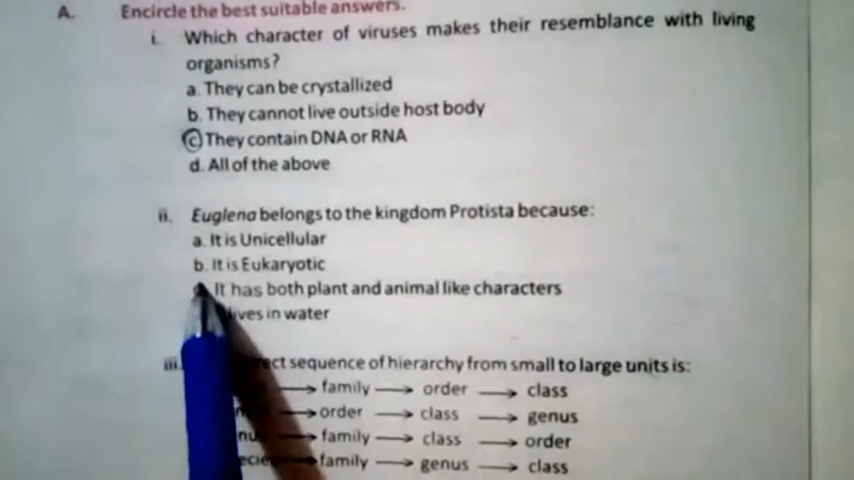 A. Encircle the best suitable answers.
i. Which character of viruses makes their resemblance with living
organisms?
a. They can be crystallized
b. They cannot live outside host body
c They contain DNA or RNA
d. All of the above
ii. Euglena belongs to the kingdom Protista because:
a. It is Unicellular
b. It is Eukaryotic
It has both plant and animal like characters
lives in water
iii sequence of hierarchy from small to large units is:
→ family → order → class
→ order → class → genus
→ family → class → order
→ family → genus → class